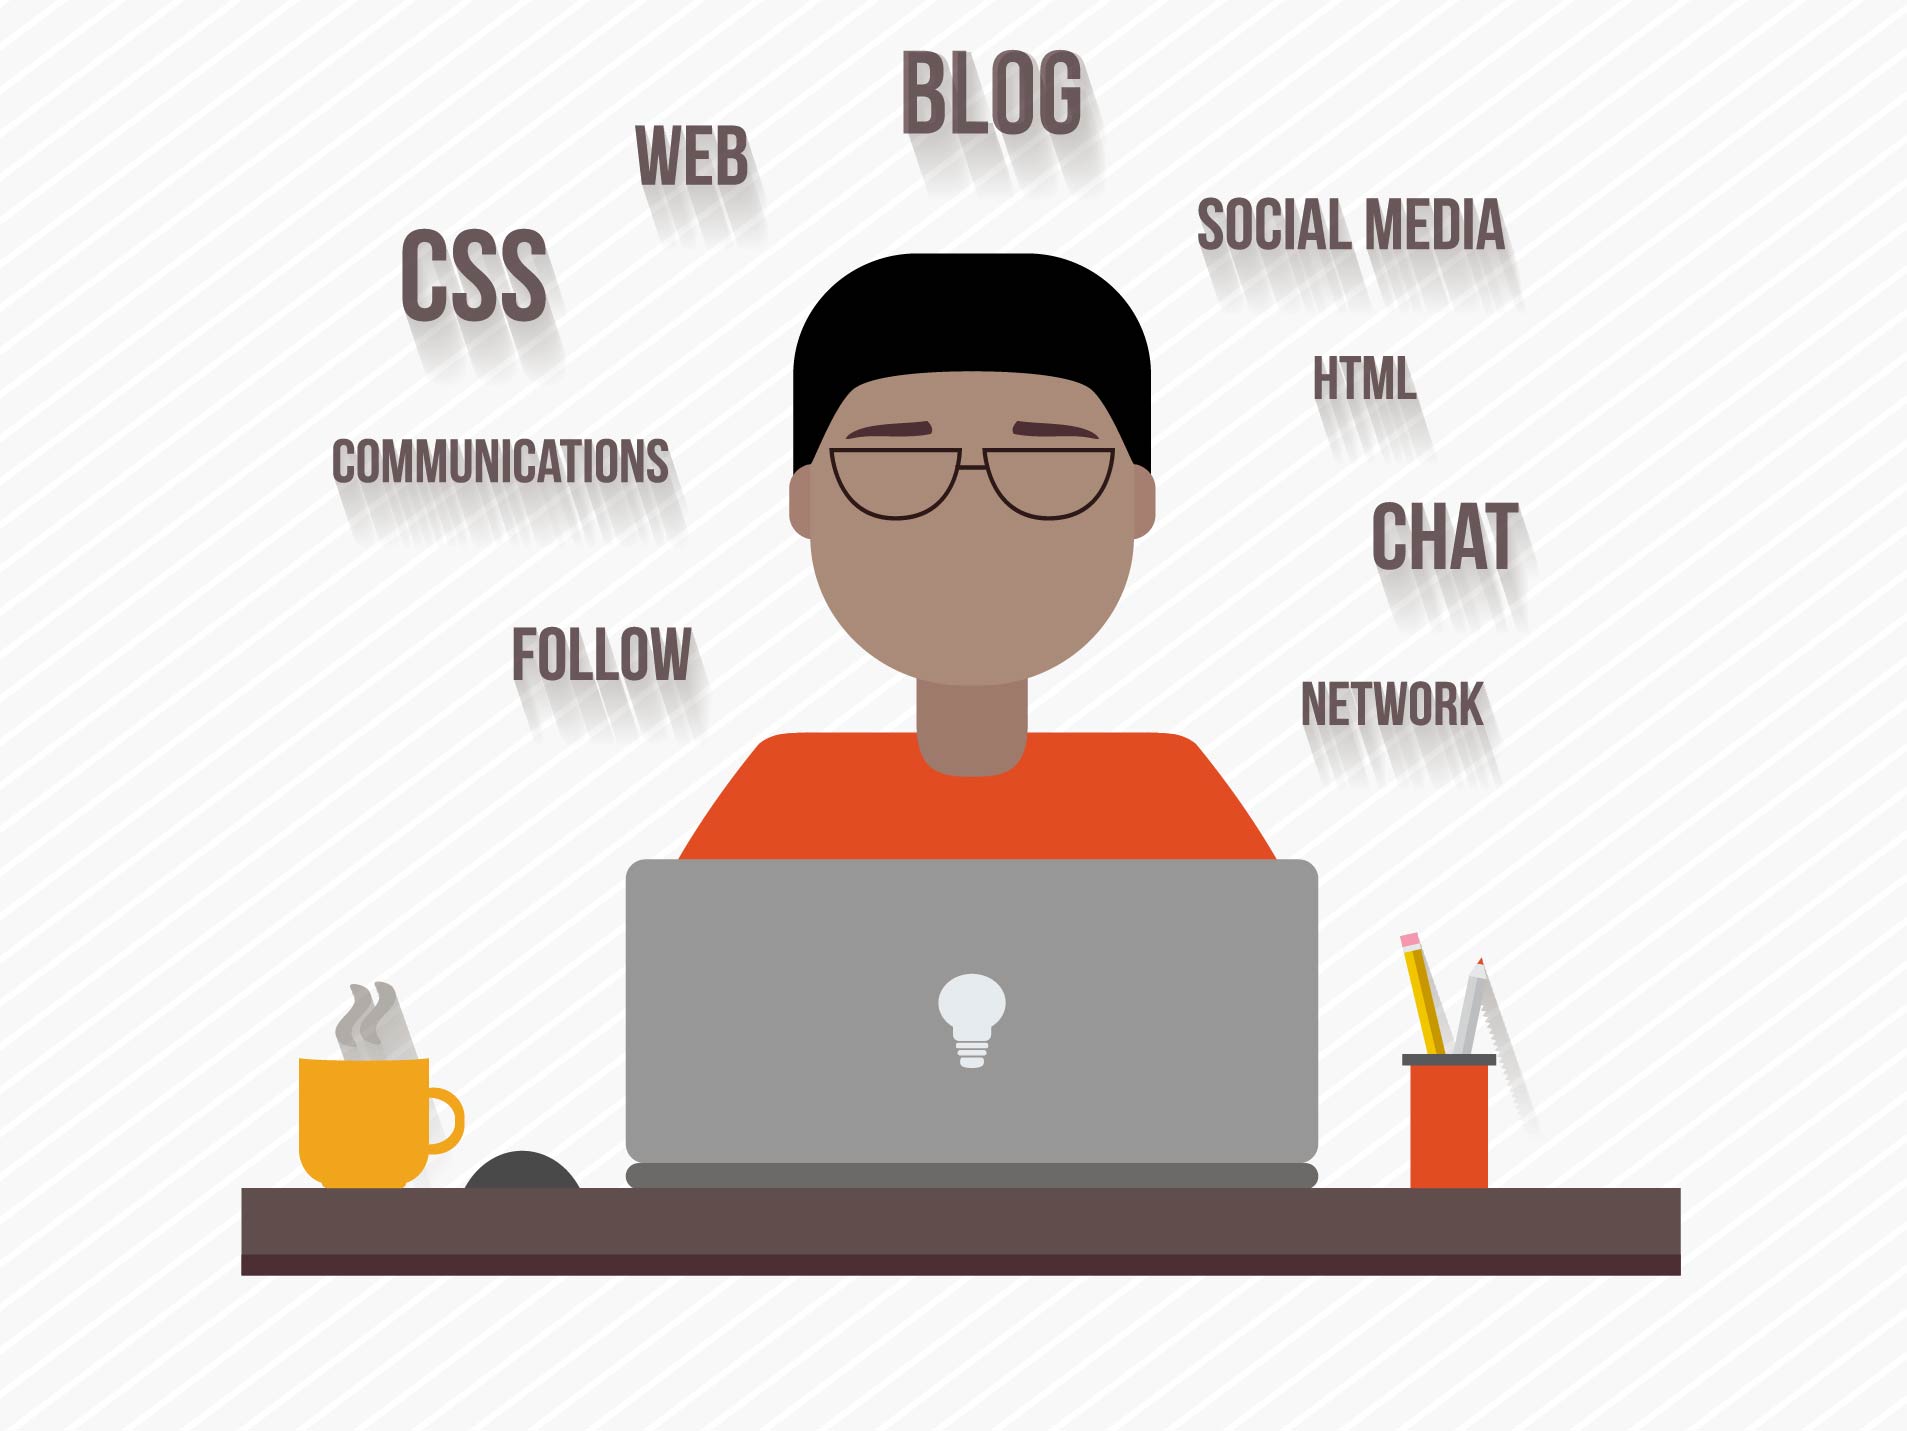 BLOG
WEB
SOCIAL MEDIA
CSS
HTML
COMMUNICATIONS
CHAT
FOLLOW
NETWORK